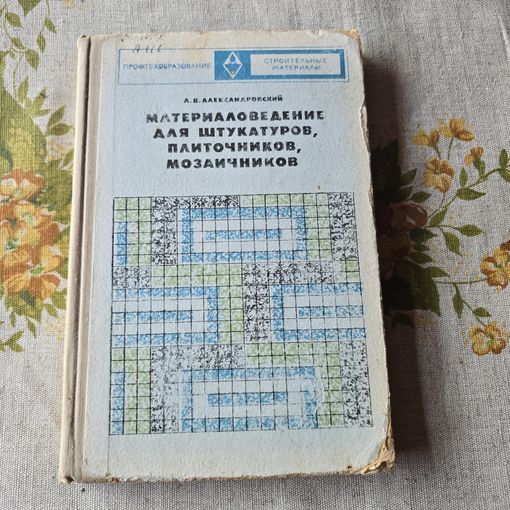 ПРОФТЕХОБРАЗОВАНИЕ
СТРОИТЕЛЬНЫЕ
МАТЕРИАЛЫ
А.В.АЛЕКСАНДРОВСКИЙ
МАТЕРИАЛОВЕДЕНИЕ
ДЛЯ ШТУКАТУРОВ,
ПЛИТОЧНИКОВ,
МОЗАИЧНИКОВ